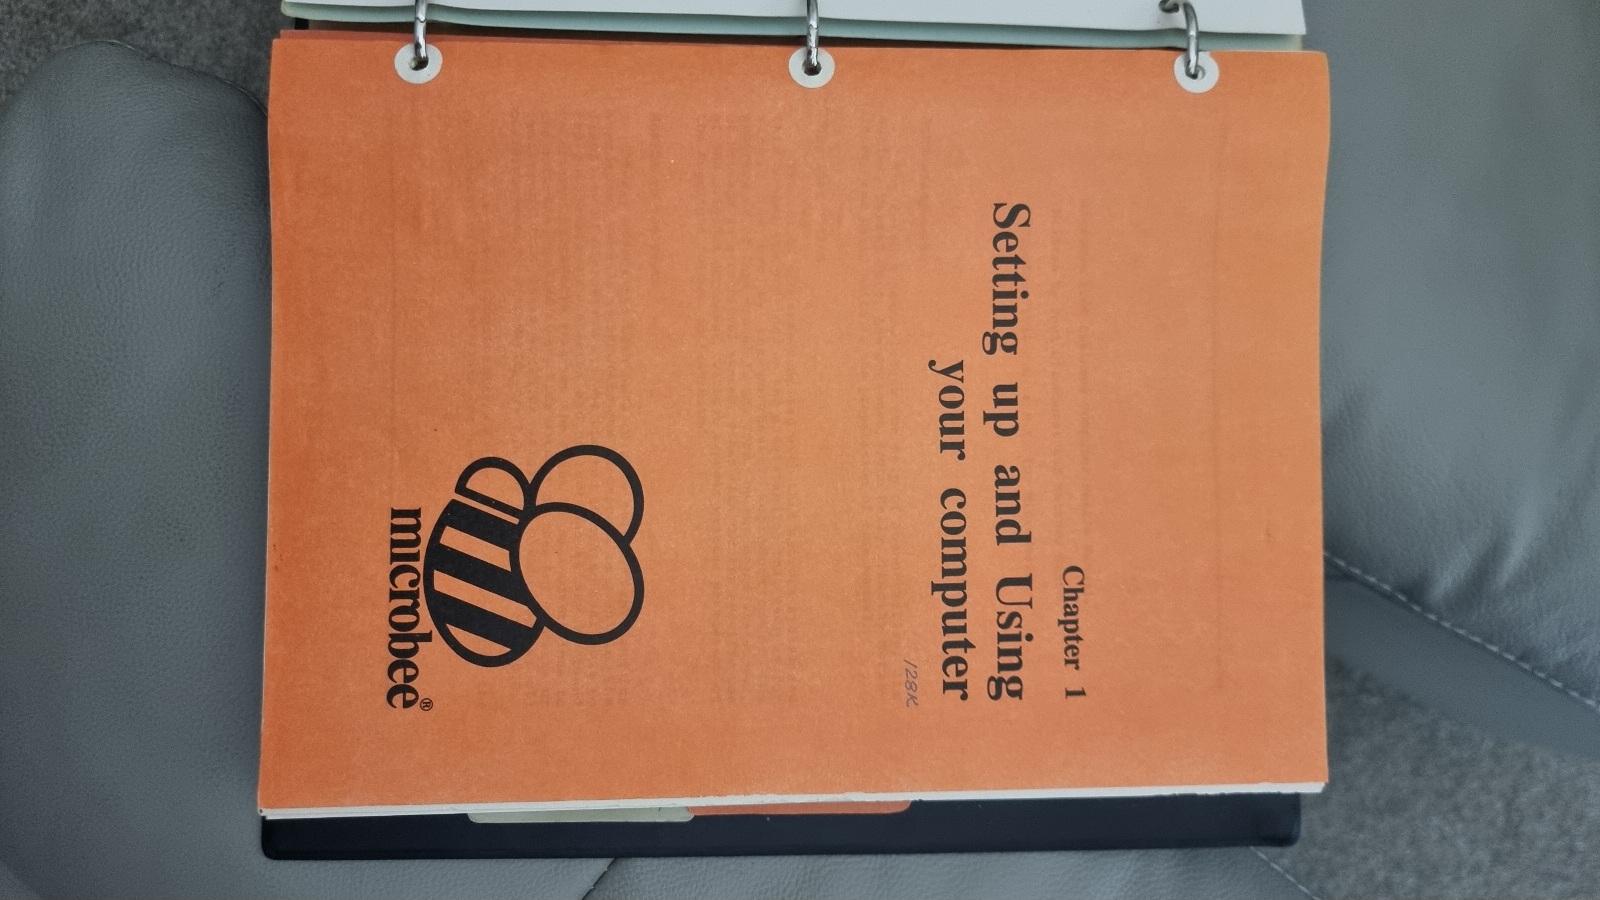 Chapter 1
Setting up and Using
your computer
128K
microbee®